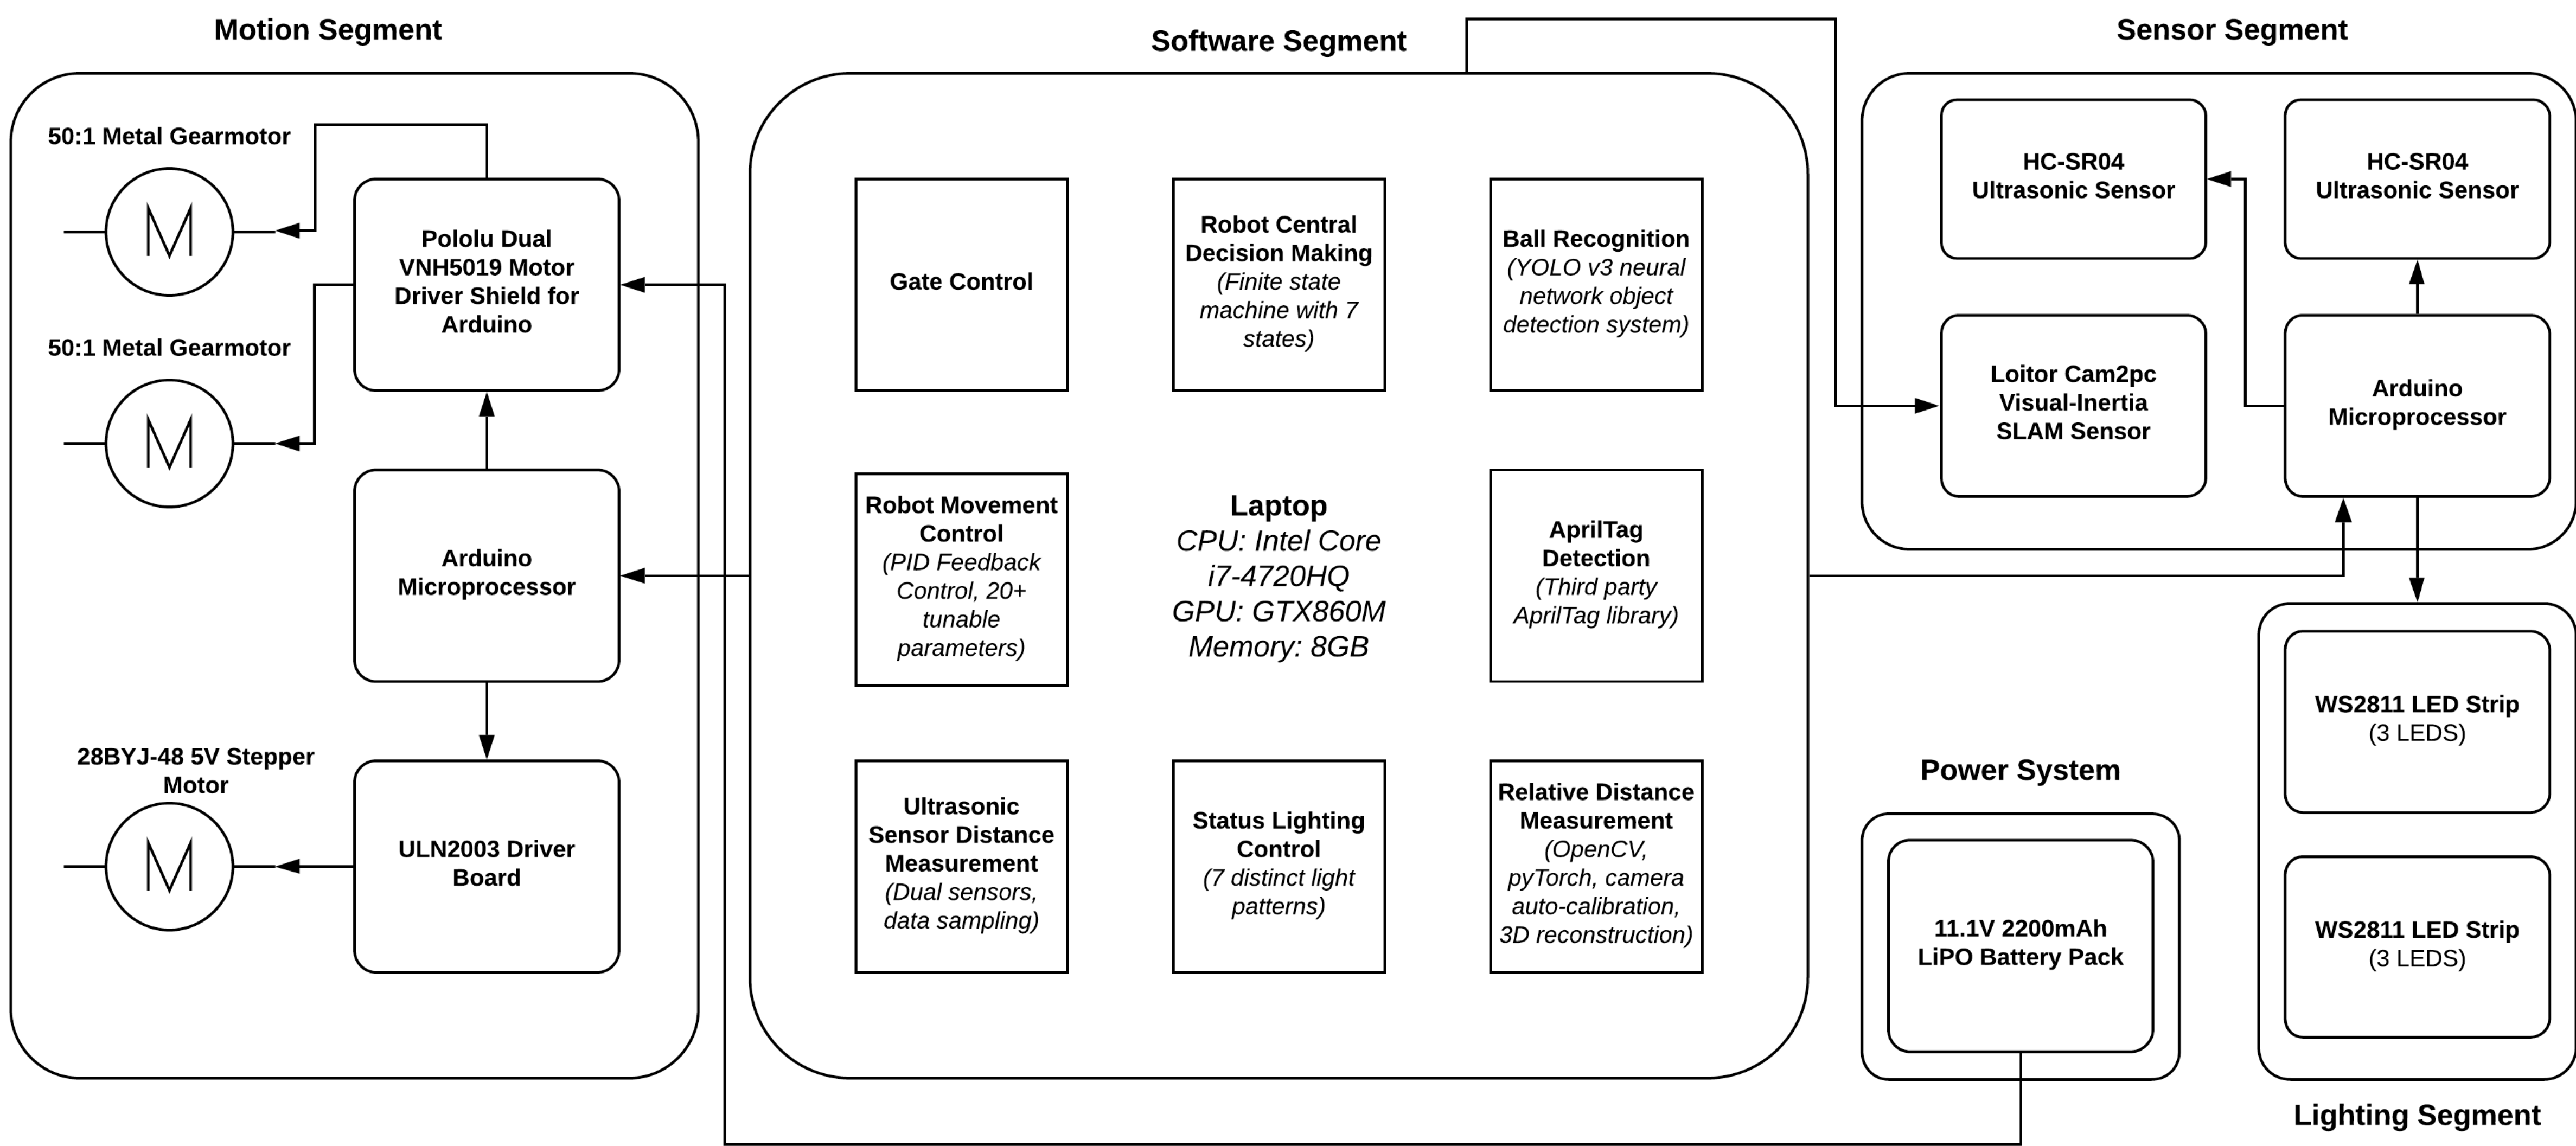 Motion Segment
50:1 Metal Gearmotor
M
Pololu Dual
VNH5019 Motor
Driver Shield for
Arduino
50:1 Metal Gearmotor
M
Arduino
Microprocessor
28BYJ-48 5V Stepper
Motor
M
ULN2003 Driver
Board
Software Segment
Gate Control
Robot Central
Decision Making
(Finite state
machine with 7
states)
Ball Recognition
(YOLO v3 neural
network object
detection system)
Robot Movement
Control
(PID Feedback
Control, 20+
tunable
parameters)
Laptop
CPU: Intel Core
i7-4720HQ
GPU: GTX860M
Memory: 8GB
AprilTag
Detection
(Third party
AprilTag library)
Ultrasonic
Sensor Distance
Measurement
(Dual sensors,
data sampling)
Status Lighting
Control
(7 distinct light
patterns)
Relative Distance
Measurement
(OpenCV,
pyTorch, camera
auto-calibration,
3D reconstruction)
Sensor Segment
HC-SR04
Ultrasonic Sensor
HC-SR04
Ultrasonic Sensor
Loitor Cam2pc
Visual-Inertia
SLAM Sensor
Arduino
Microprocessor
Power System
11.1V 2200mAh
LiPO Battery Pack
WS2811 LED Strip
(3 LEDS)
WS2811 LED Strip
(3 LEDS)
Lighting Segment